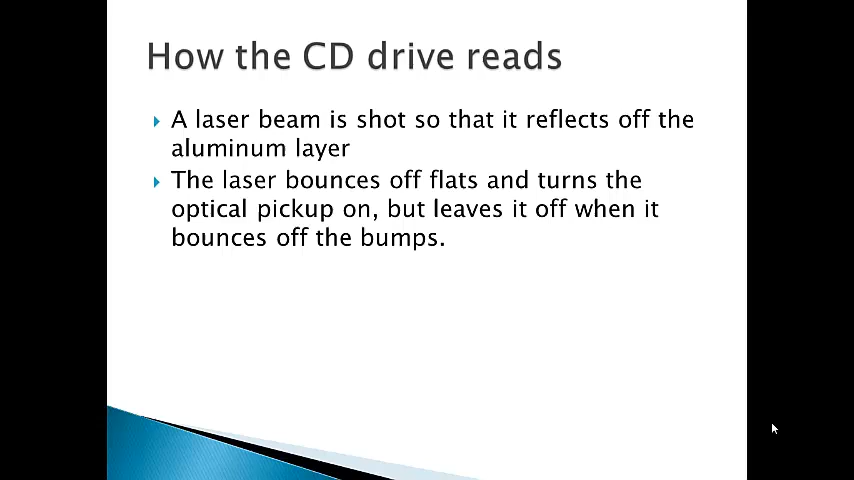 How the CD drive reads
A laser beam is shot so that it reflects off the
aluminum layer
The laser bounces off flats and turns the
optical pickup on, but leaves it off when it
bounces off the bumps.